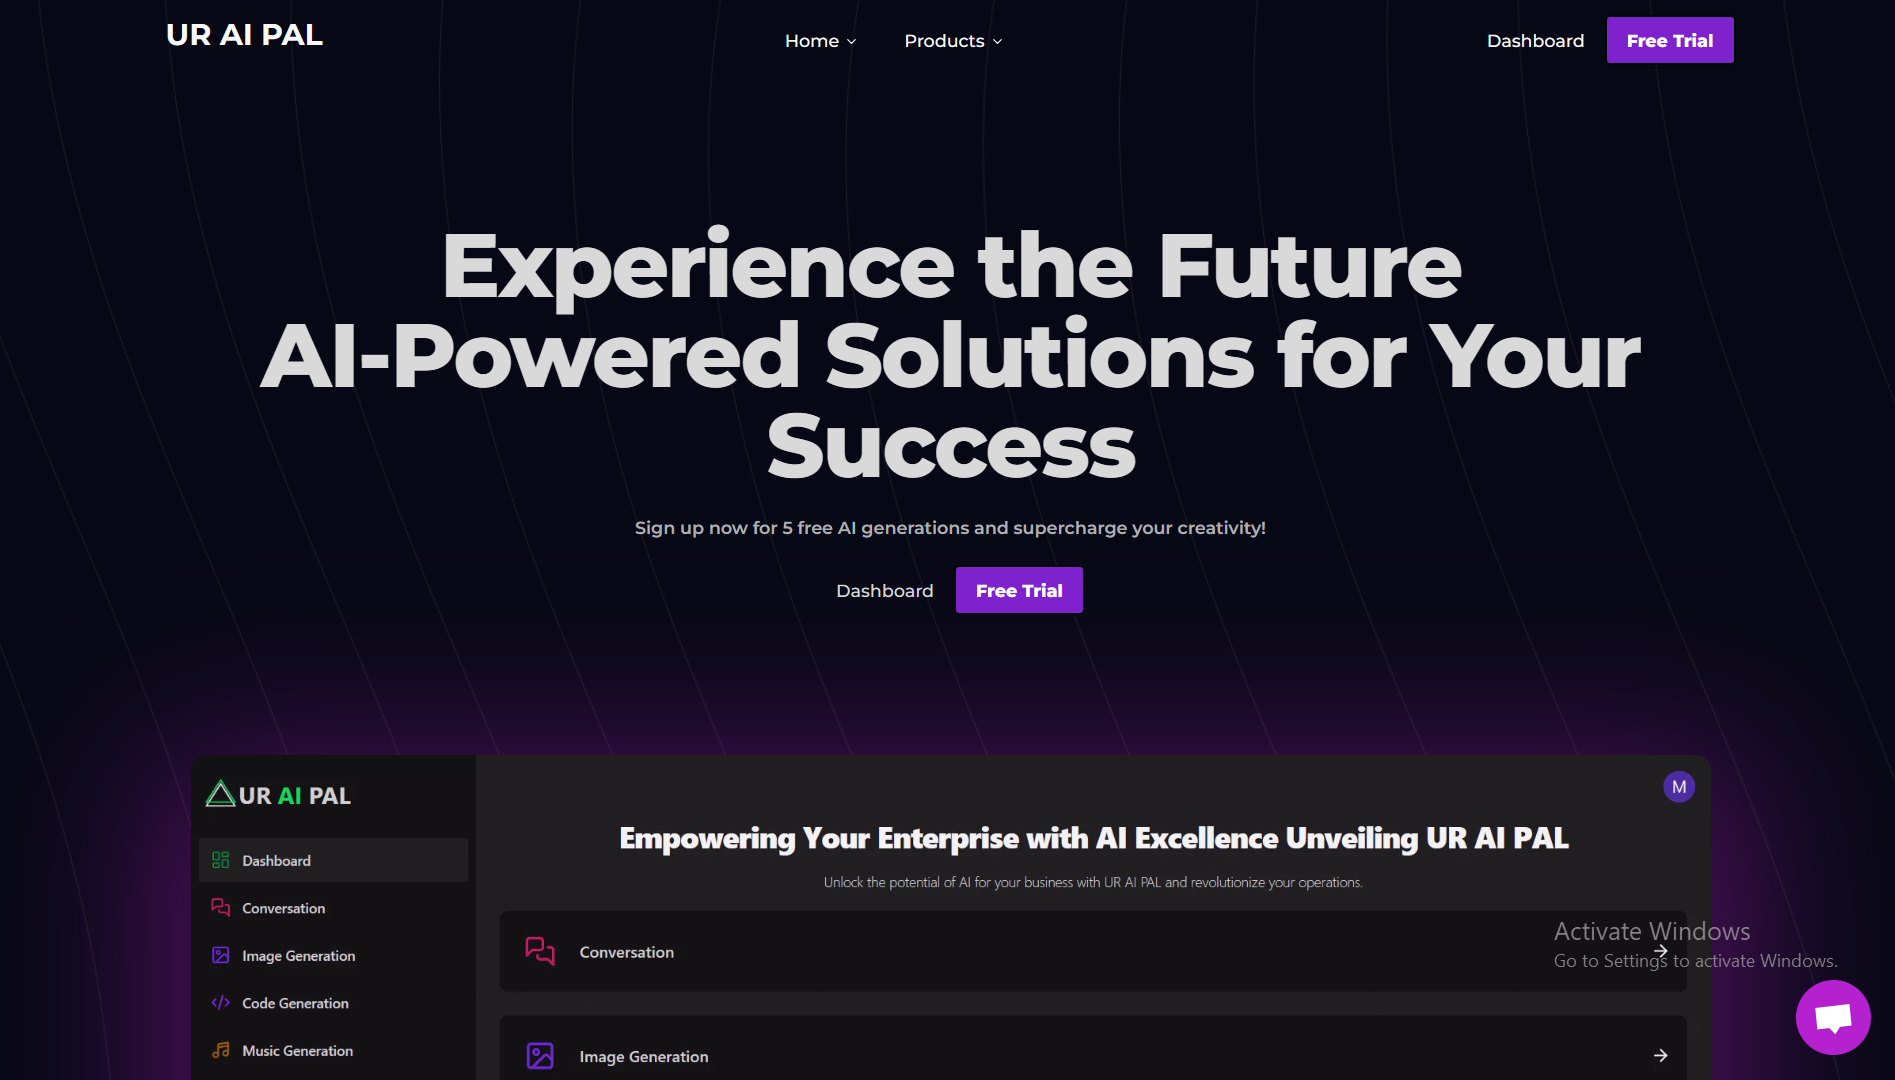 UR AI PAL
Home
Products
Dashboard
Free Trial
Experience the Future
AI-Powered Solutions for Your
Success
Sign up now for 5 free AI generations and supercharge your creativity!
Dashboard
Free Trial
UR AI PAL
M
Dashboard
Conversation
Image Generation
Code Generation
Music Generation
Empowering Your Enterprise with AI Excellence Unveiling UR AI PAL
Unlock the potential of AI for your business with UR AI PAL and revolutionize your operations.
Conversation
Image Generation
Activate Windows
Go to Settings to activate Windows.